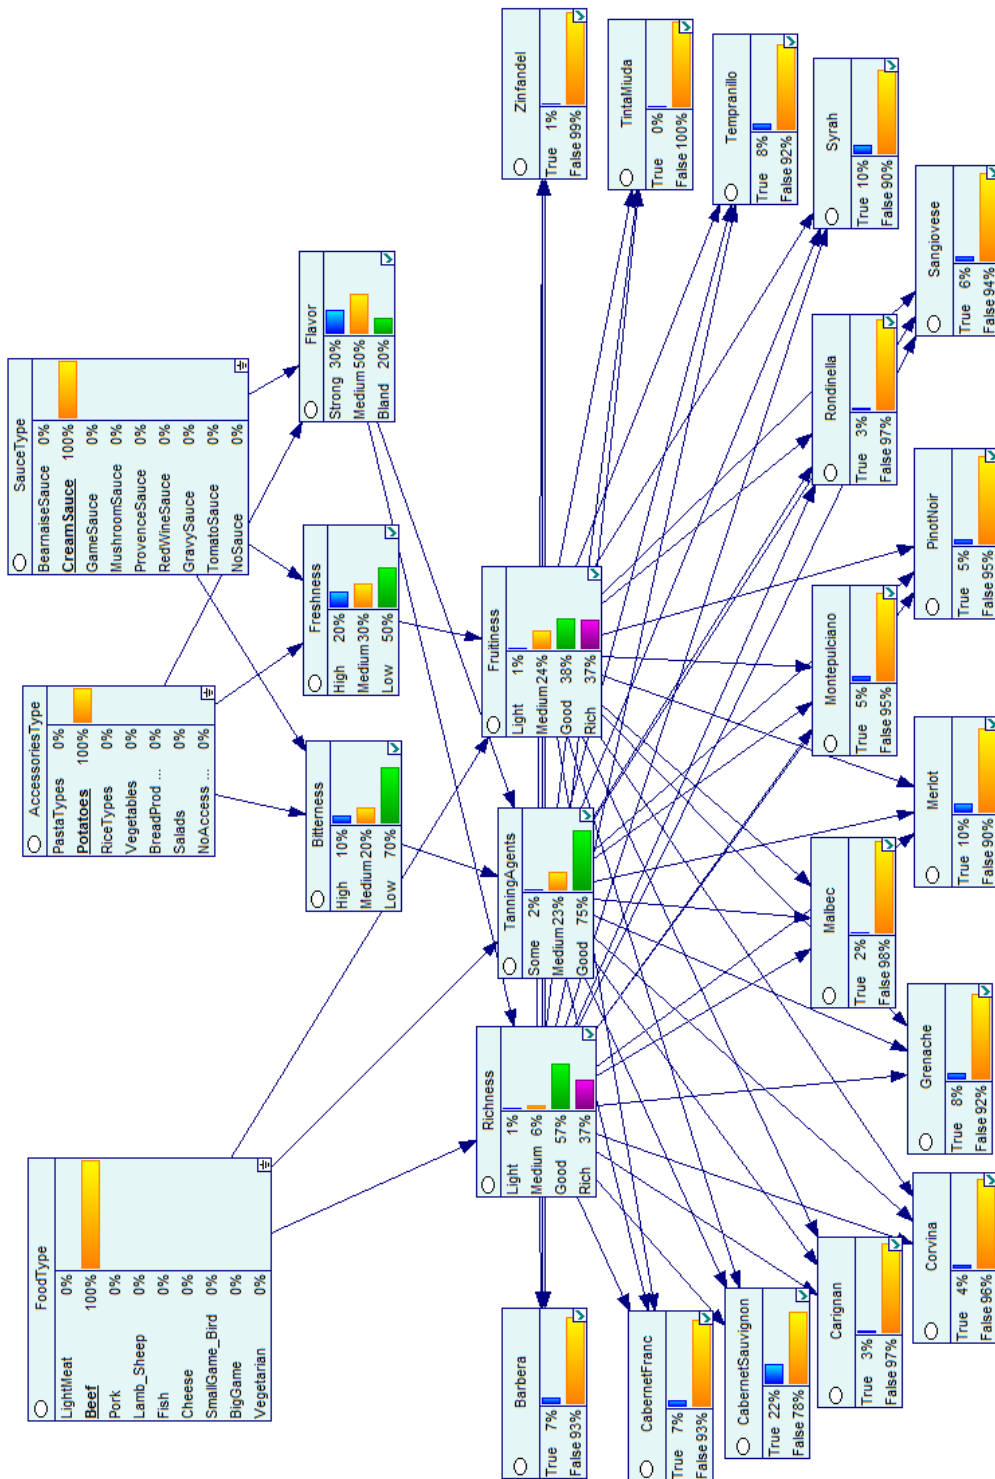 FoodType
LightMeat 0%
Beef 100%
Pork 0%
Lamb_Sheep 0%
Fish 0%
Cheese 0%
SmallGame_Bird 0%
BigGame 0%
Vegetarian 0%
AccessoriesType
PastaTypes 0%
Potatoes 100%
RiceTypes 0%
Vegetables 0%
BreadProd ... 0%
Salads 0%
NoAccess ... 0%
SauceType
BearnaiseSauce 0%
CreamSauce 100%
GameSauce 0%
MushroomSauce 0%
ProvenceSauce 0%
RedWineSauce 0%
GravySauce 0%
TomatoSauce 0%
NoSauce 0%
Bitterness
High 10%
Medium 20%
Low 70%
Freshness
High 20%
Medium 30%
Low 50%
Flavor
Strong 30%
Medium 50%
Bland 20%
Richness
Light 1%
Medium 6%
Good 57%
Rich 37%
TanningAgents
Some 2%
Medium 23%
Good 75%
Fruitiness
Light 1%
Medium 24%
Good 38%
Rich 37%
Barbera
True 7%
False 93%
Zinfandel
True 1%
False 99%
CabernetFranc
True 7%
False 93%
TintaMiuda
True 0%
False 100%
CabernetSauvignon
True 22%
False 78%
Tempranillo
True 8%
False 92%
Carignan
True 3%
False 97%
Malbec
True 2%
False 98%
Montepulciano
True 5%
False 95%
Rondinella
True 3%
False 97%
Syrah
True 10%
False 90%
Corvina
True 4%
False 96%
Grenache
True 8%
False 92%
Merlot
True 10%
False 90%
PinotNoir
True 5%
False 95%
Sangiovese
True 6%
False 94%